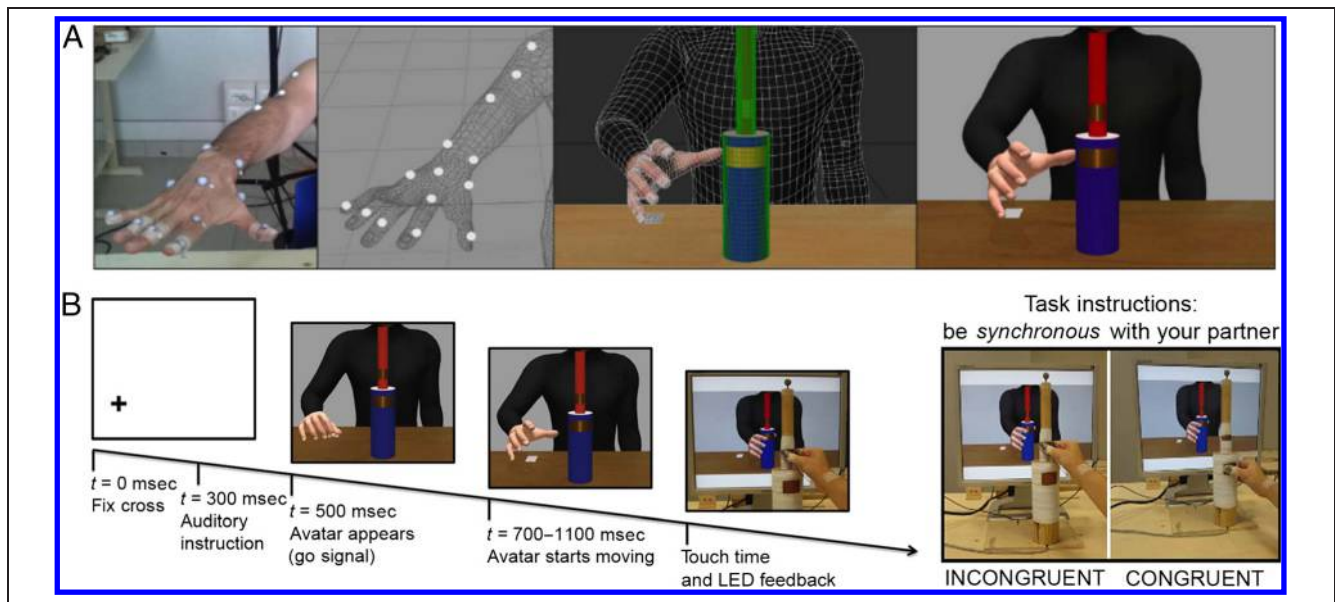 A
B
Task instructions:
be synchronous with your partner
t = 0 msec
Fix cross
t = 300 msec
Auditory
instruction
t = 500 msec
Avatar appears
(go signal)
t = 700–1100 msec
Avatar starts moving
Touch time
and LED feedback
INCONGRUENT
CONGRUENT